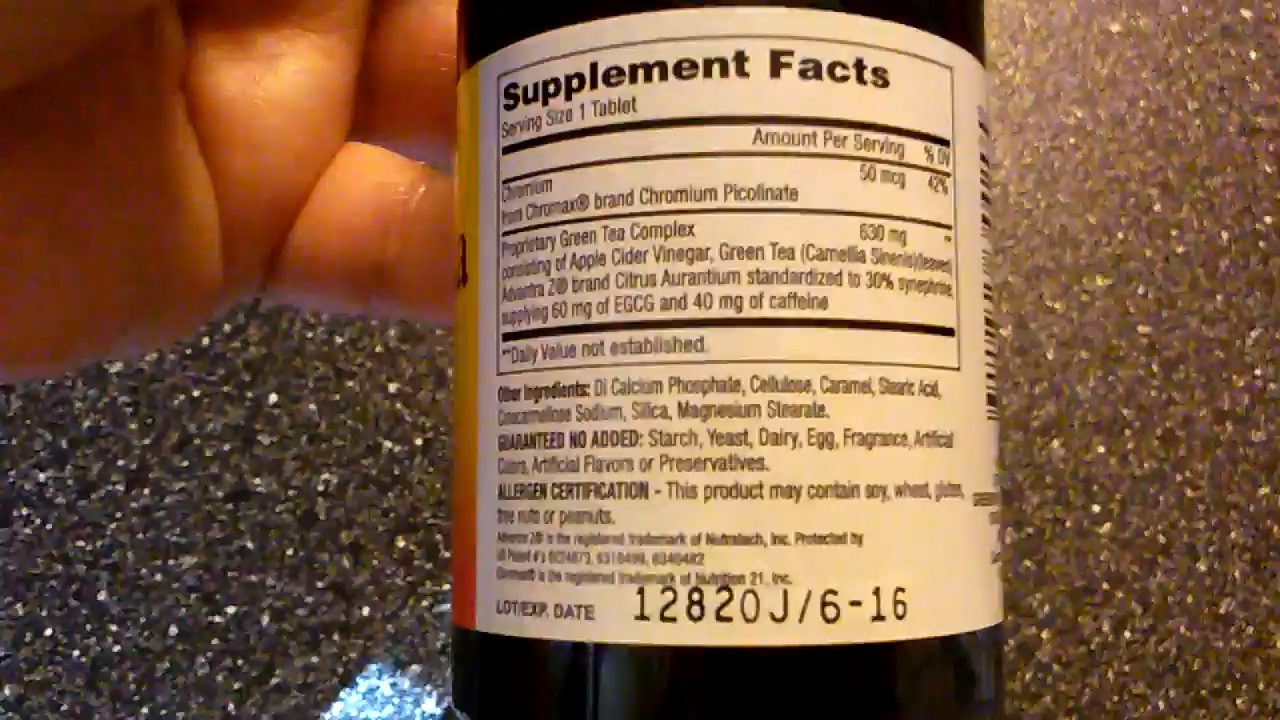 Supplement Facts
Serving Size 1 Tablet
Amount Per Serving % DV
Chromium 50 mcg 42%
from Chromax® brand Chromium Picolinate
Proprietary Green Tea Complex 630 mg **
consisting of Apple Cider Vinegar, Green Tea (Camellia Sinensis)(leaves)
Advantra Z® brand Citrus Aurantium standardized to 30% synephrine,
supplying 60 mg of EGCG and 40 mg of caffeine
**Daily Value not established.
Other Ingredients: Di Calcium Phosphate, Cellulose, Caramel, Stearic Acid,
Croscarmellose Sodium, Silica, Magnesium Stearate.
GUARANTEED NO ADDED: Starch, Yeast, Dairy, Egg, Fragrance, Artificial
Colors, Artificial Flavors or Preservatives.
ALLERGEN CERTIFICATION - This product may contain soy, wheat, gluten,
tree nuts or peanuts.
Advantra Z® is the registered trademark of Nutratech, Inc. Protected by
US Patent #'s
Chromax® is the registered trademark of Nutrition 21, Inc.
LOT/EXP. DATE 12820J/6-16